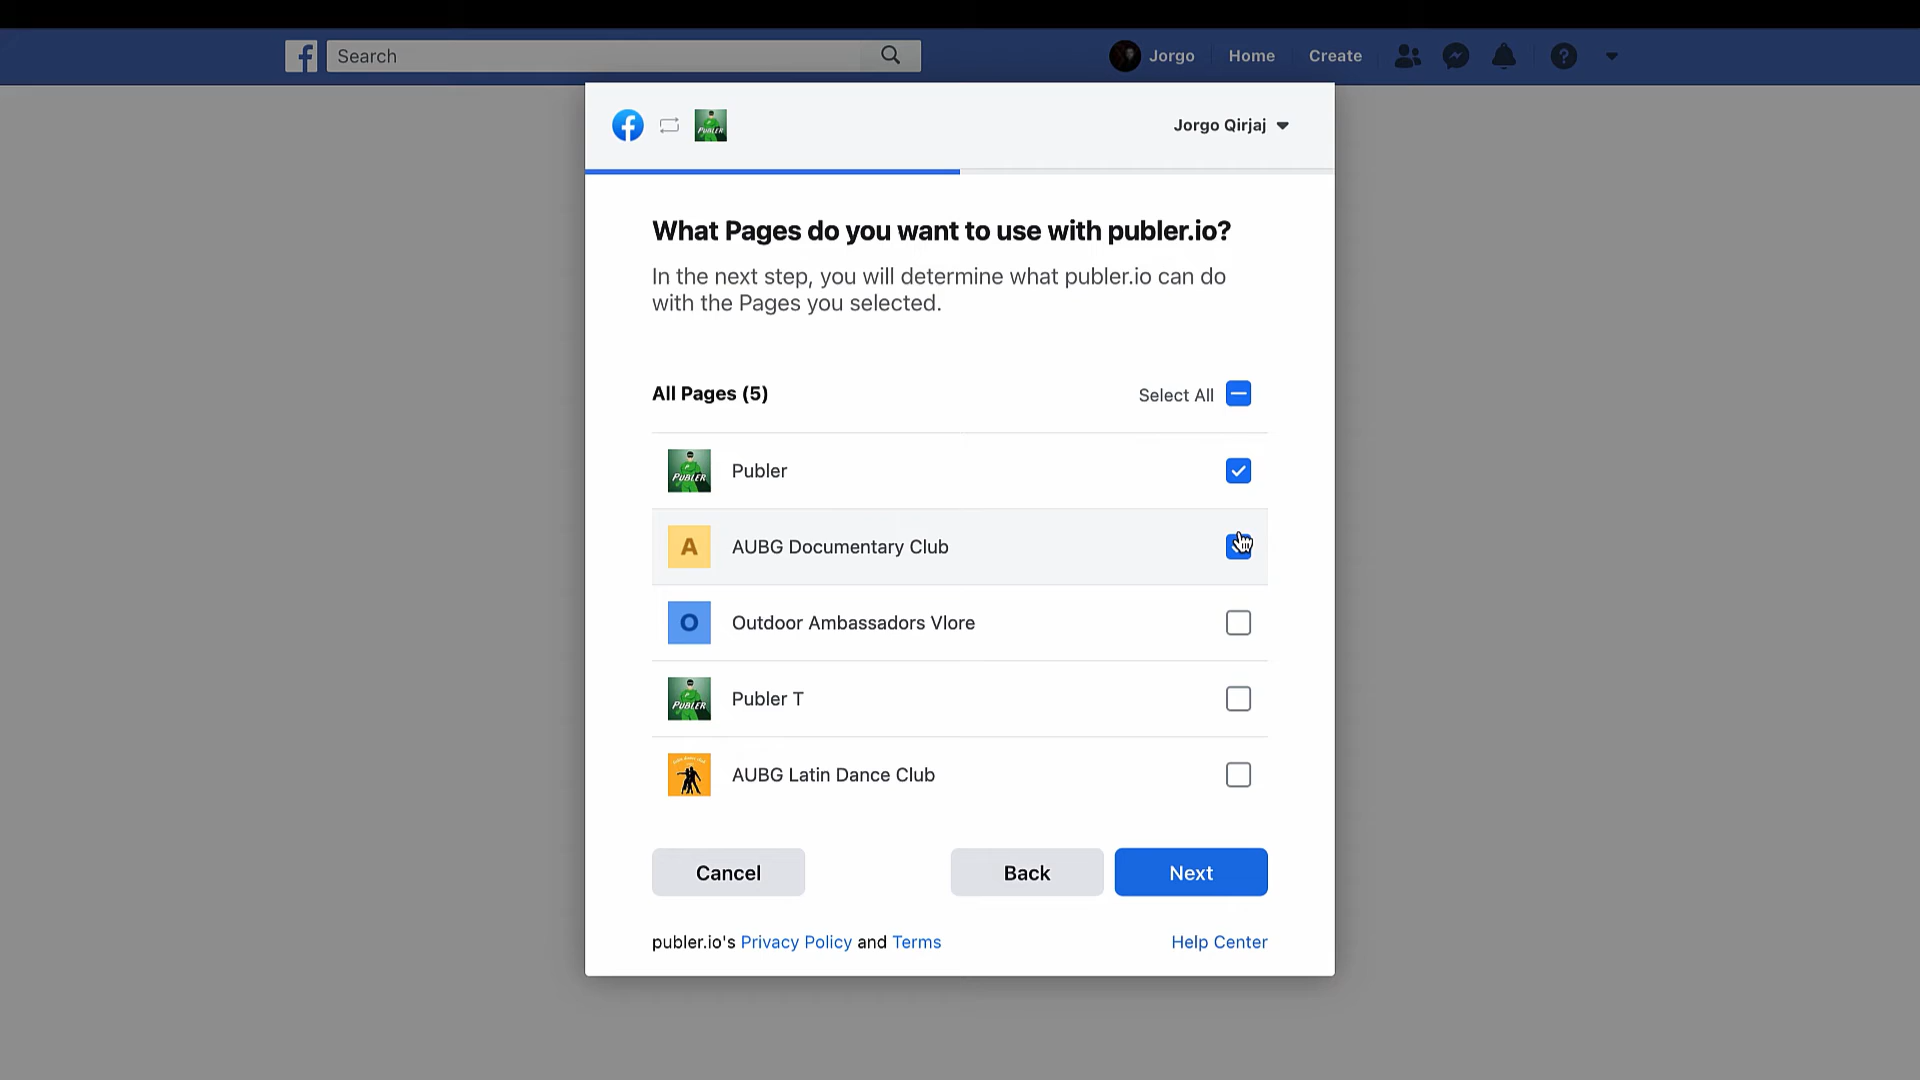 Search
Jorgo
Home
Create
Jorgo Qirjaj
PUBLER
What Pages do you want to use with publer.io?
In the next step, you will determine what publer.io can do
with the Pages you selected.
All Pages (5)
Select All
PUBLER
Publer
A
AUBG Documentary Club
O
Outdoor Ambassadors Vlore
PUBLER
Publer T
AUBG Latin Dance Club
Cancel
Back
Next
publer.io's Privacy Policy and Terms
Help Center